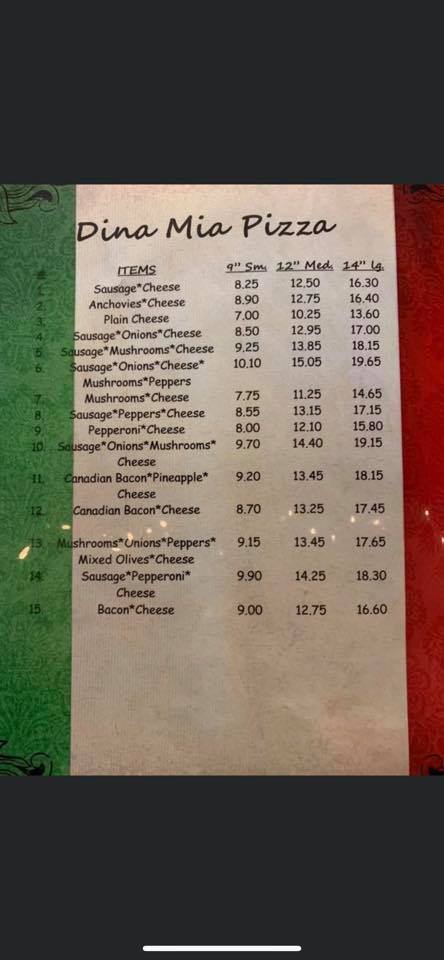 Dina Mia Pizza
# ITEMS 9" Sm. 12" Med. 14" lg.
1. Sausage*Cheese 8.25 12.50 16.30
2. Anchovies*Cheese 8.90 12.75 16.40
3. Plain Cheese 7.00 10.25 13.60
4. Sausage*Onions*Cheese 8.50 12.95 17.00
5. Sausage*Mushrooms*Cheese 9.25 13.85 18.15
6. Sausage*Onions*Cheese* 10.10 15.05 19.65
Mushrooms*Peppers
7. Mushrooms*Cheese 7.75 11.25 14.65
8. Sausage*Peppers*Cheese 8.55 13.15 17.15
9. Pepperoni*Cheese 8.00 12.10 15.80
10. Sausage*Onions*Mushrooms* 9.70 14.40 19.15
Cheese
11. Canadian Bacon*Pineapple* 9.20 13.45 18.15
Cheese
12. Canadian Bacon*Cheese 8.70 13.25 17.45
13. Mushrooms*Onions*Peppers* 9.15 13.45 17.65
Mixed Olives*Cheese
14. Sausage*Pepperoni* 9.90 14.25 18.30
Cheese
15. Bacon*Cheese 9.00 12.75 16.60